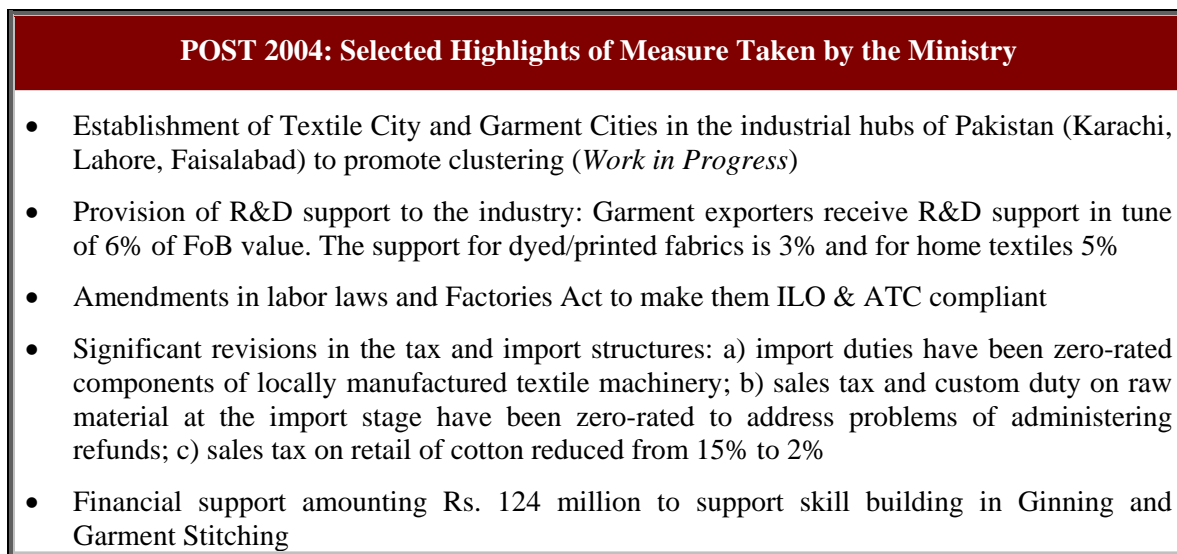 POST 2004: Selected Highlights of Measure Taken by the Ministry
• Establishment of Textile City and Garment Cities in the industrial hubs of Pakistan (Karachi,
Lahore, Faisalabad) to promote clustering (Work in Progress)
• Provision of R&D support to the industry: Garment exporters receive R&D support in tune
of 6% of FoB value. The support for dyed/printed fabrics is 3% and for home textiles 5%
• Amendments in labor laws and Factories Act to make them ILO & ATC compliant
• Significant revisions in the tax and import structures: a) import duties have been zero-rated
components of locally manufactured textile machinery; b) sales tax and custom duty on raw
material at the import stage have been zero-rated to address problems of administering
refunds; c) sales tax on retail of cotton reduced from 15% to 2%
• Financial support amounting Rs. 124 million to support skill building in Ginning and
Garment Stitching